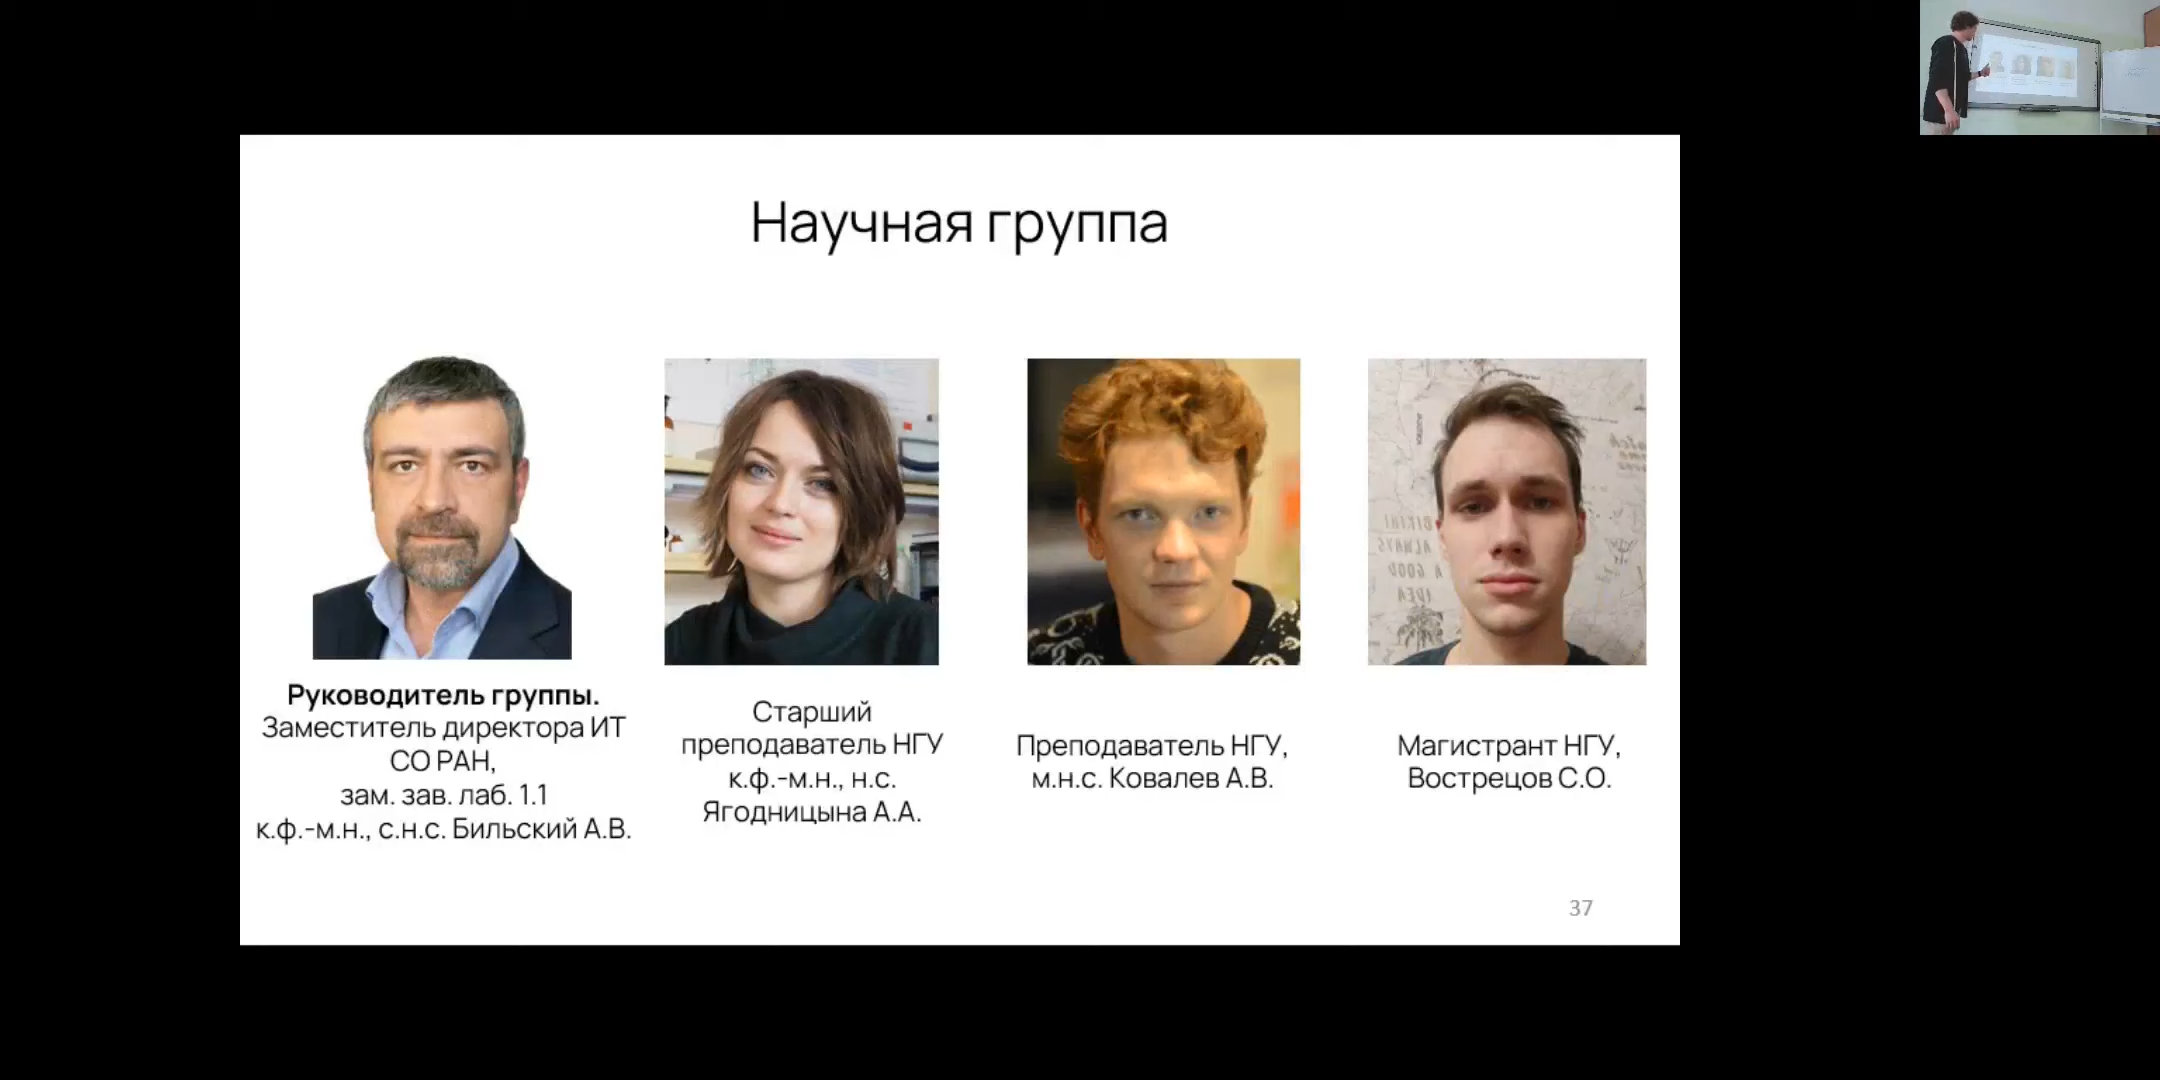 Научная группа
Руководитель группы.
Заместитель директора ИТ
СО РАН,
зам. зав. лаб. 1.1
к.ф.-м.н., с.н.с. Бильский А.В.
Старший
преподаватель НГУ
к.ф.-м.н., н.с.
Ягодницына А.А.
Преподаватель НГУ,
м.н.с. Ковалев А.В.
Магистрант НГУ,
Вострецов С.О.
37